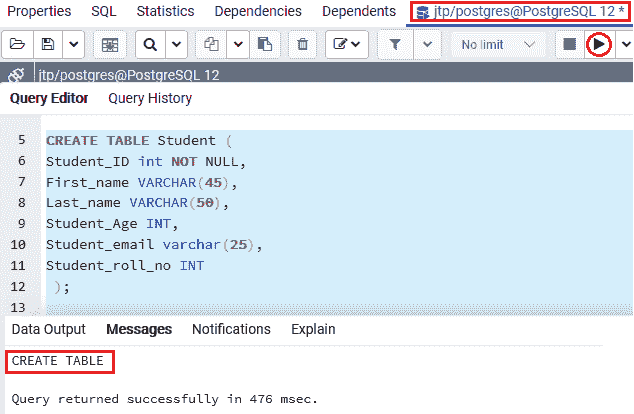 Properties SQL Statistics Dependencies Dependents jtp/postgres@PostgreSQL 12 *
No limit
jtp/postgres@PostgreSQL 12
Query Editor Query History
5 CREATE TABLE Student (
6 Student_ID int NOT NULL,
7 First_name VARCHAR(45),
8 Last_name VARCHAR(50),
9 Student_Age INT,
10 Student_email varchar(25),
11 Student_roll_no INT
12 );
13
Data Output Messages Notifications Explain
CREATE TABLE
Query returned successfully in 476 msec.